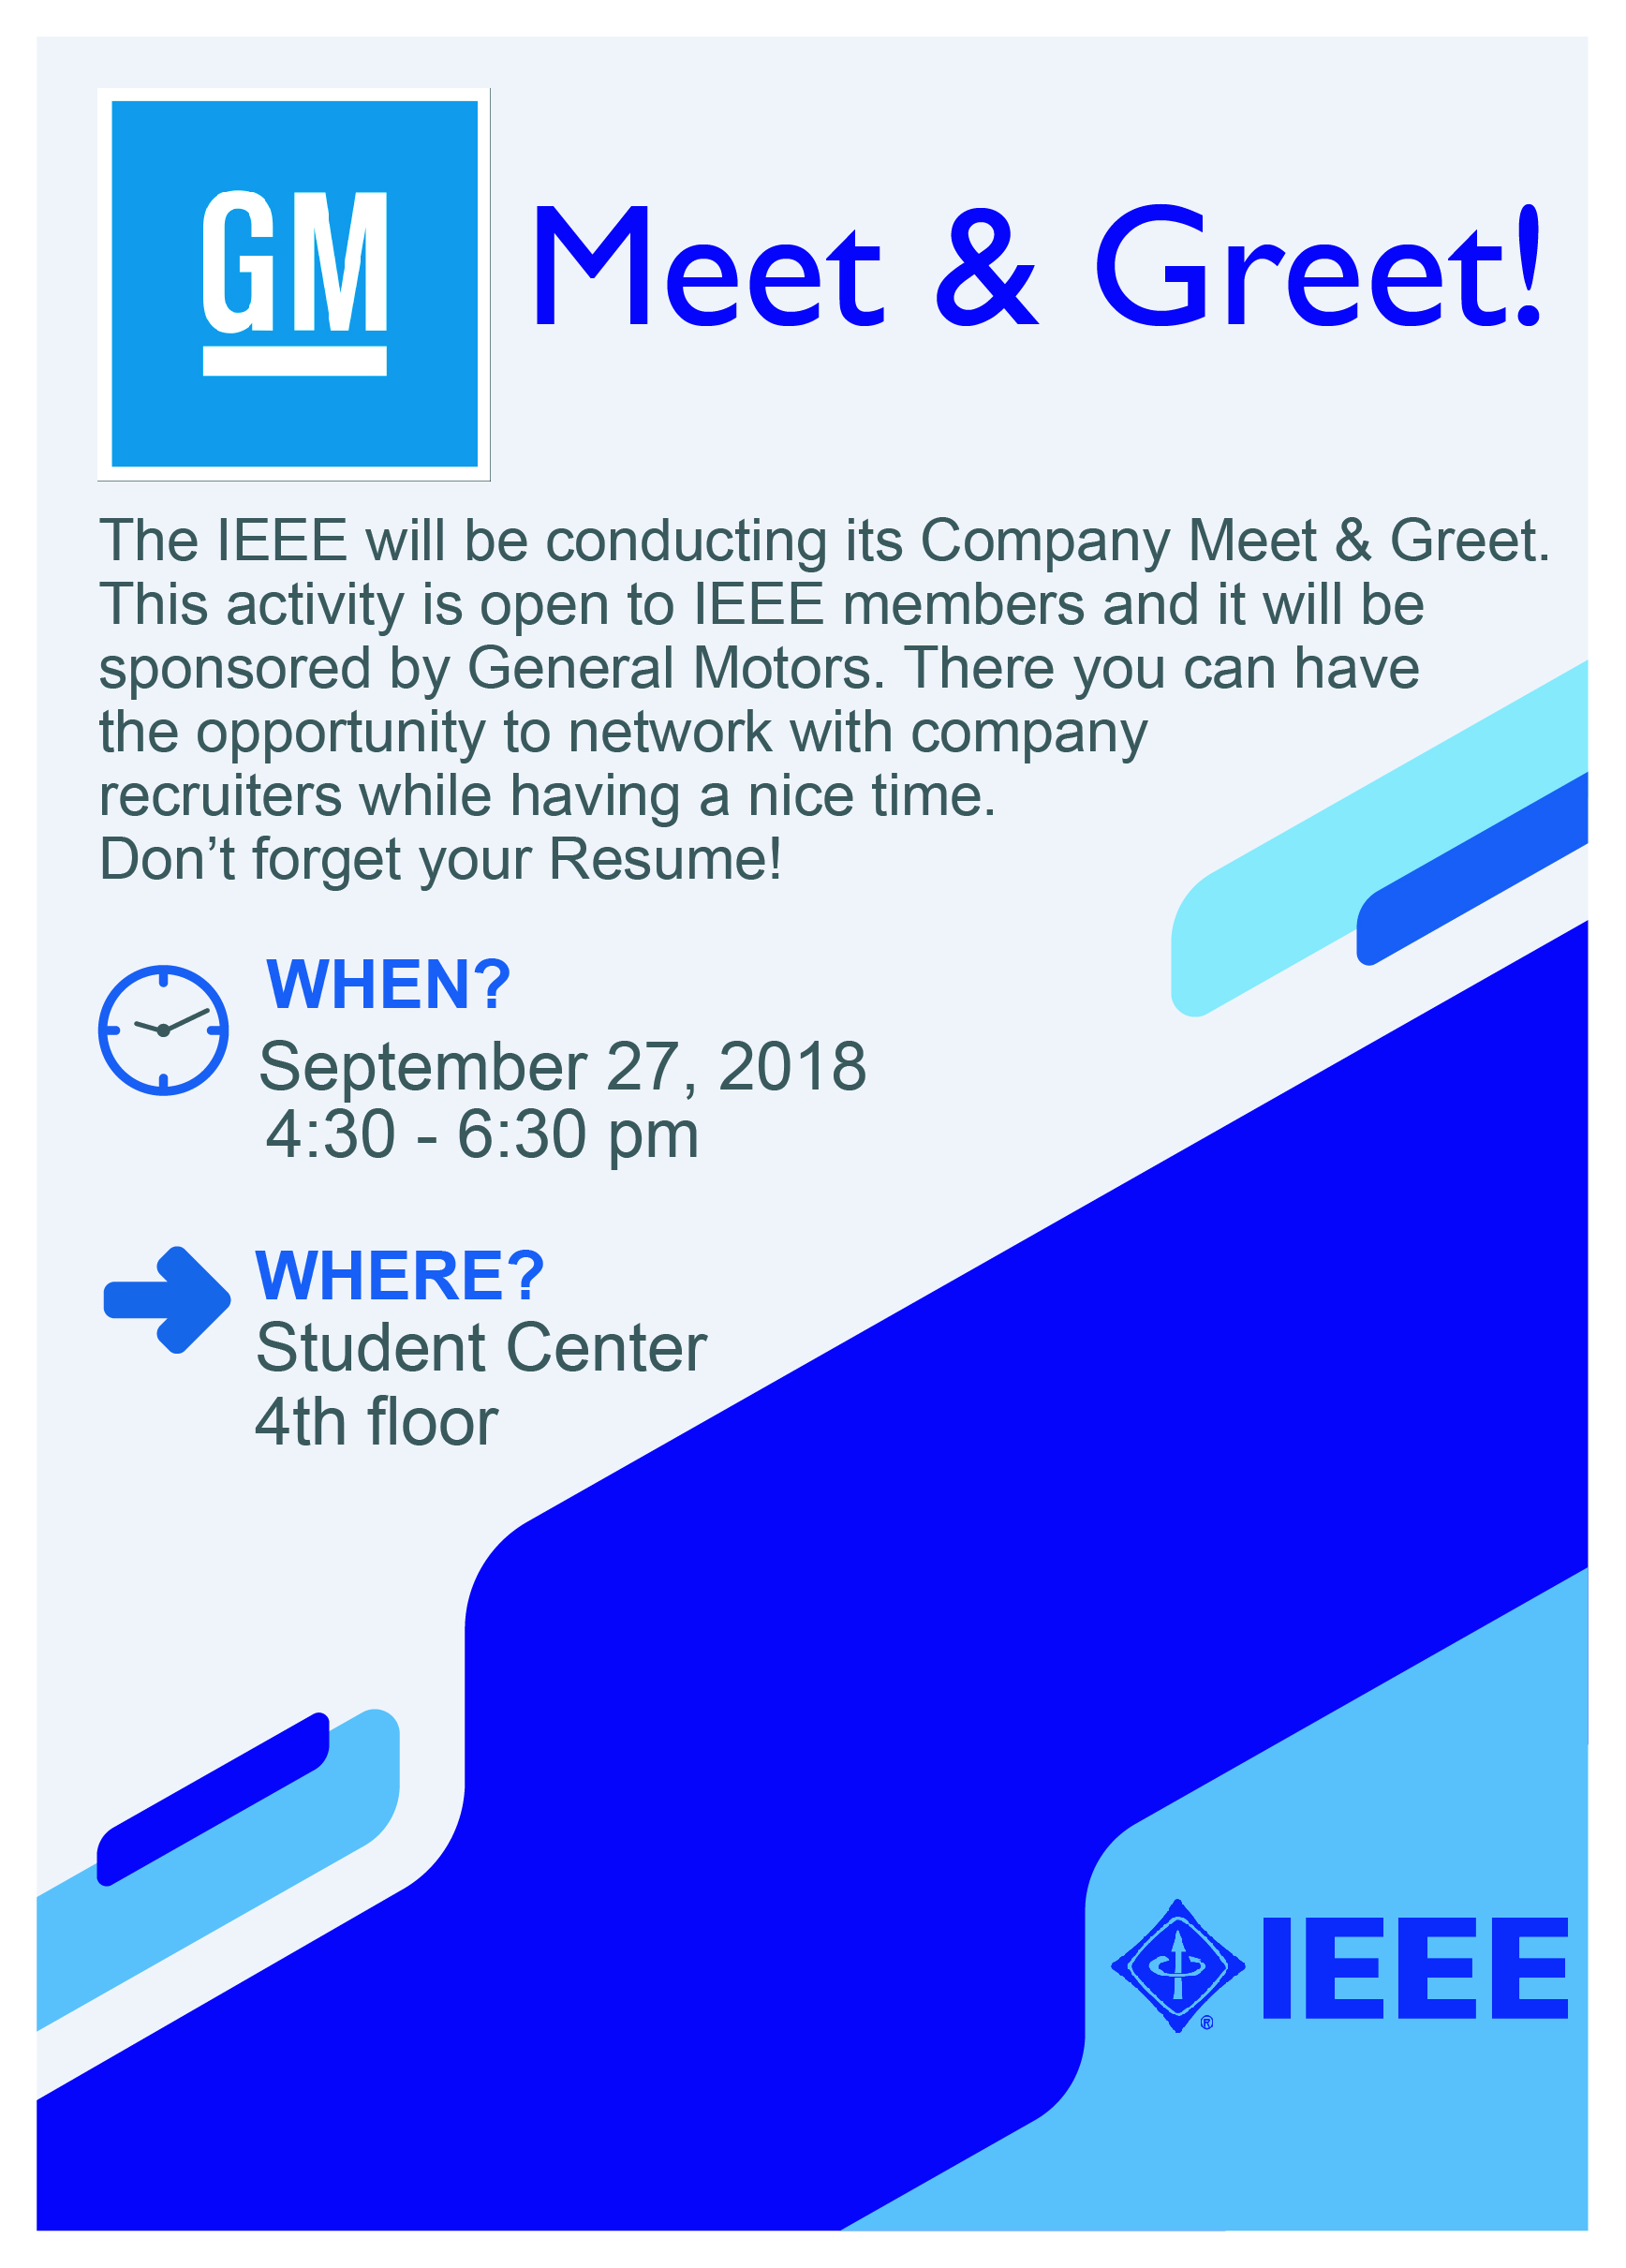 GM
Meet & Greet!
The IEEE will be conducting its Company Meet & Greet.
This activity is open to IEEE members and it will be
sponsored by General Motors. There you can have
the opportunity to network with company
recruiters while having a nice time.
Don’t forget your Resume!
WHEN?
September 27, 2018
4:30 - 6:30 pm
WHERE?
Student Center
4th floor
IEEE
®